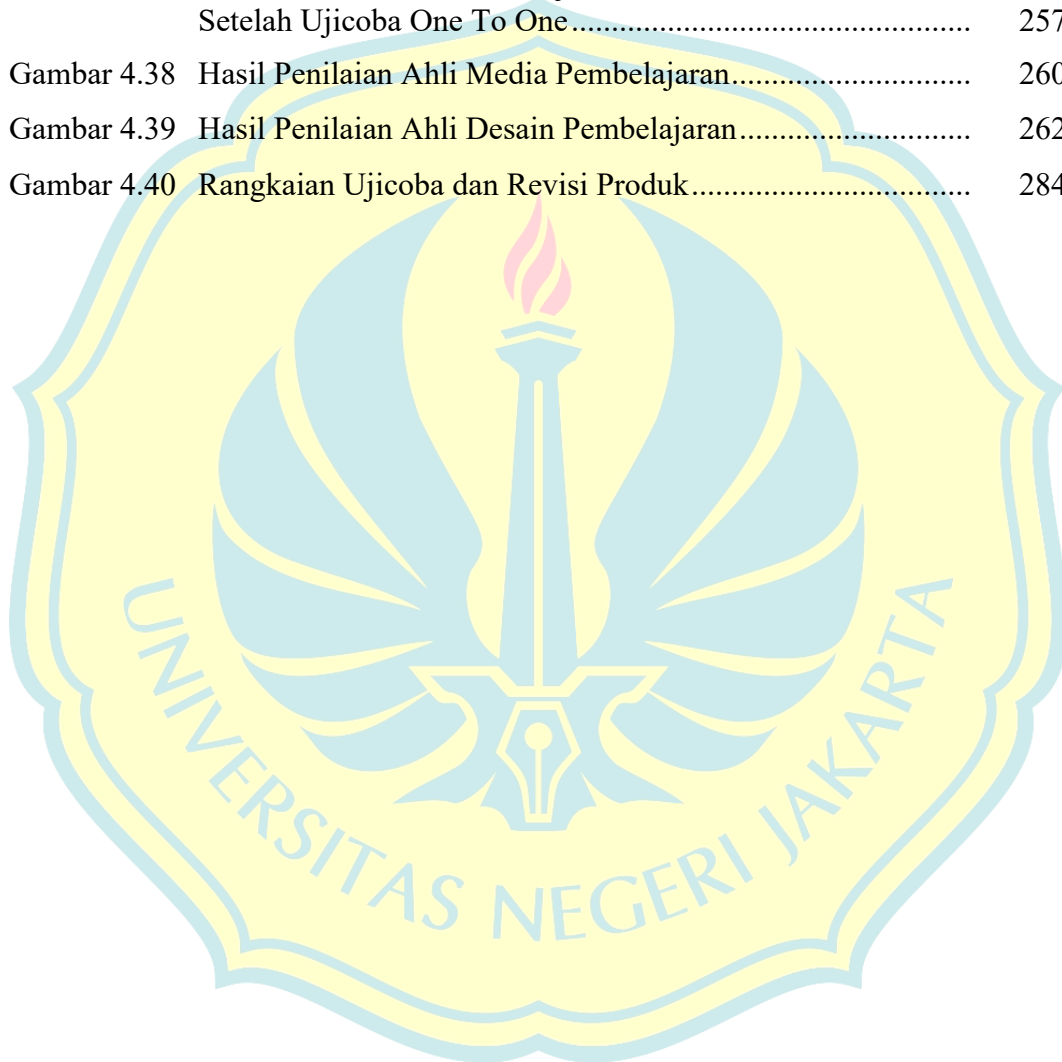 Setelah Ujicoba One To One.................................................. 257
Gambar 4.38 Hasil Penilaian Ahli Media Pembelajaran.............................. 260
Gambar 4.39 Hasil Penilaian Ahli Desain Pembelajaran............................. 262
Gambar 4.40 Rangkaian Ujicoba dan Revisi Produk................................... 284
UNIVERSITAS NEGERI JAKARTA